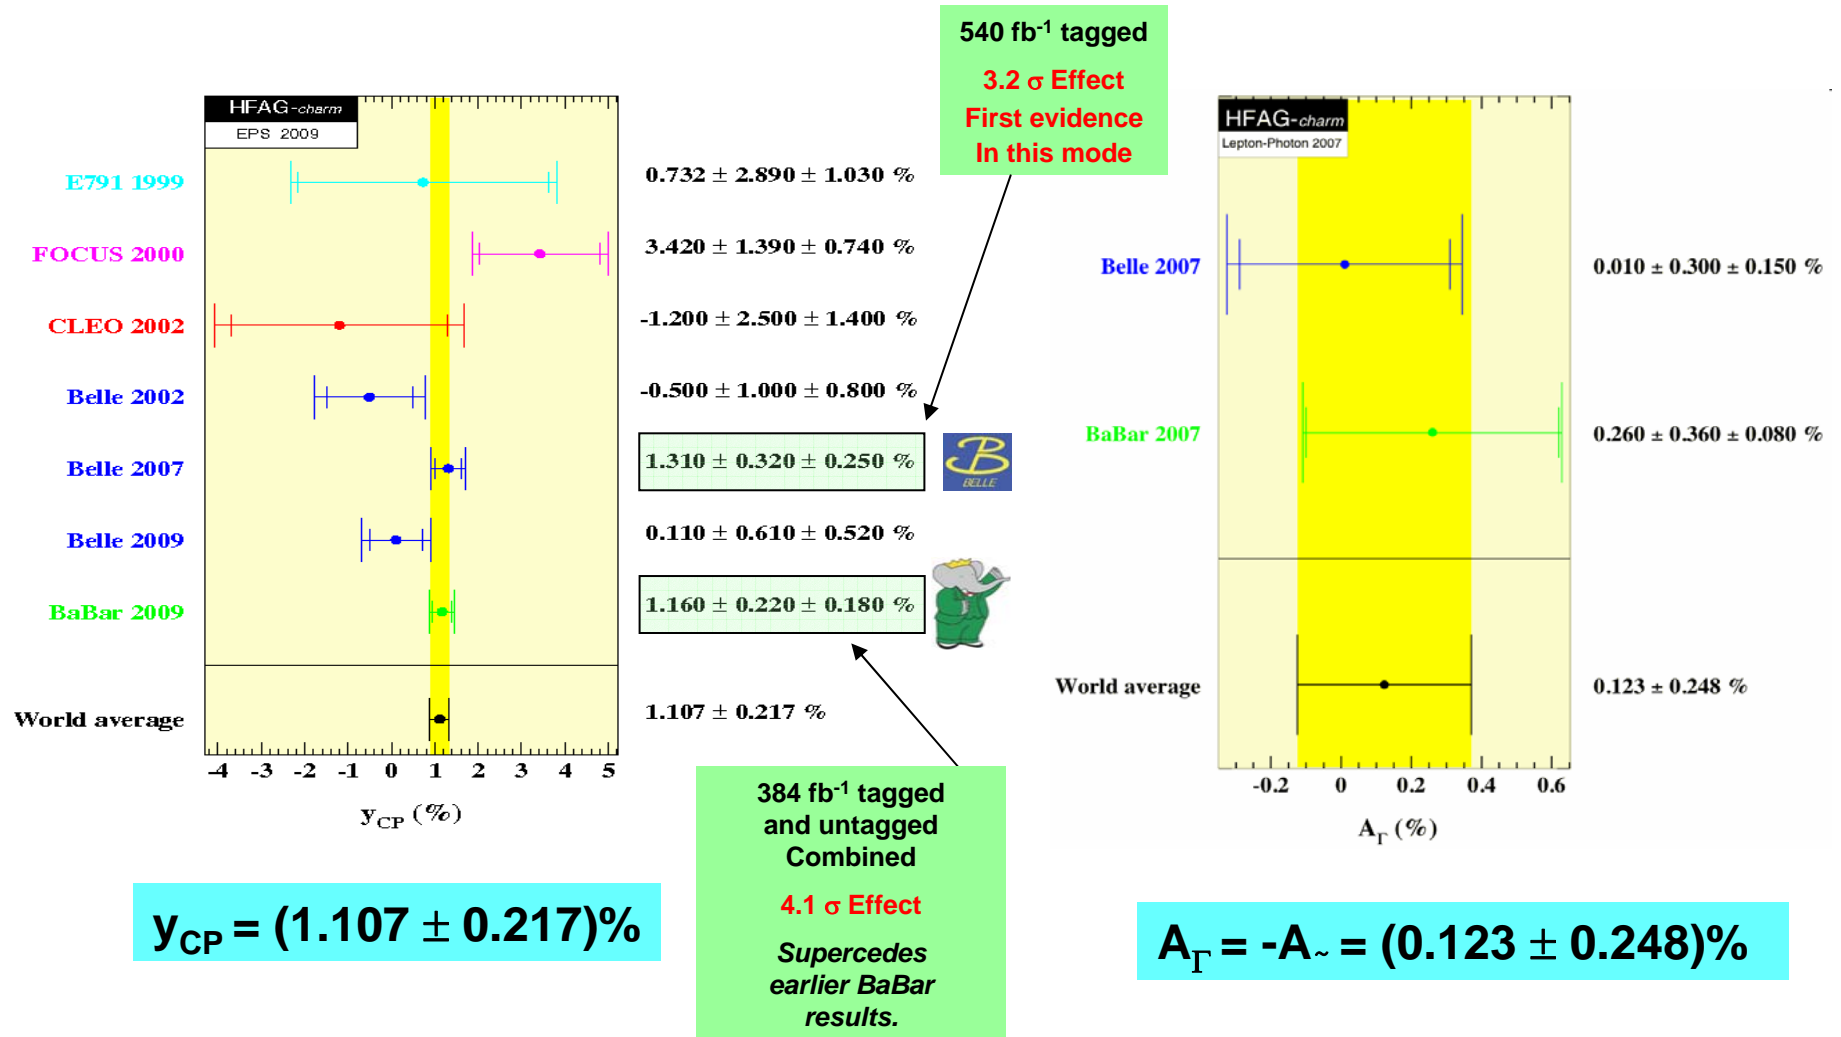 540 fb-1 tagged
3.2 σ Effect
First evidence
In this mode
HFAG-charm
EPS 2009
E791 1999
0.732 ± 2.890 ± 1.030 %
FOCUS 2000
3.420 ± 1.390 ± 0.740 %
CLEO 2002
-1.200 ± 2.500 ± 1.400 %
Belle 2002
-0.500 ± 1.000 ± 0.800 %
Belle 2007
1.310 ± 0.320 ± 0.250 %
BELLE
Belle 2009
0.110 ± 0.610 ± 0.520 %
BaBar 2009
1.160 ± 0.220 ± 0.180 %
World average
1.107 ± 0.217 %
-4 -3 -2 -1 0 1 2 3 4 5
yCP (%)
384 fb-1 tagged
and untagged
Combined
4.1 σ Effect
Supercedes
earlier BaBar
results.
yCP = (1.107 ± 0.217)%
HFAG-charm
Lepton-Photon 2007
Belle 2007
0.010 ± 0.300 ± 0.150 %
BaBar 2007
0.260 ± 0.360 ± 0.080 %
World average
0.123 ± 0.248 %
-0.2 0 0.2 0.4 0.6
AΓ (%)
AΓ = -A~ = (0.123 ± 0.248)%